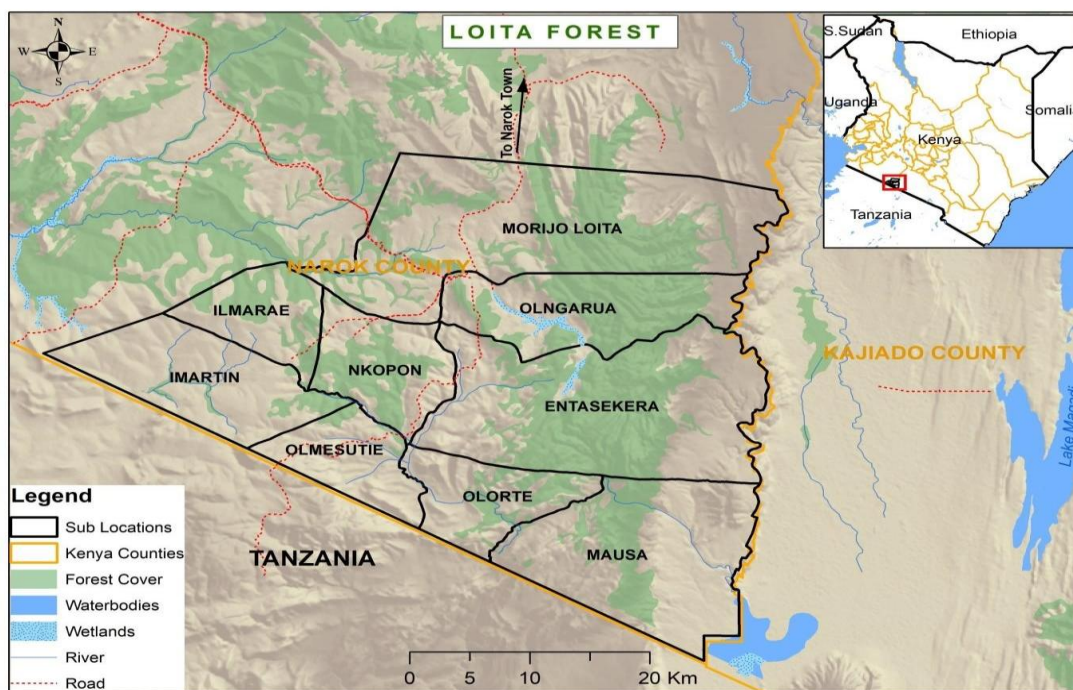 LOITA FOREST
N
W
E
S
To Narok Town
S.Sudan
Ethiopia
Uganda
Somalia
Kenya
Tanzania
MORIJO LOITA
NAROK COUNTY
ILMARAE
OLNGARUA
KAJIADO COUNTY
IMARTIN
NKOPON
ENTASEKERA
Lake Magadi
OLMESUTIE
OLORTE
MAUSA
TANZANIA
Legend
Sub Locations
Kenya Counties
Forest Cover
Waterbodies
Wetlands
River
Road
0 5 10 20 Km